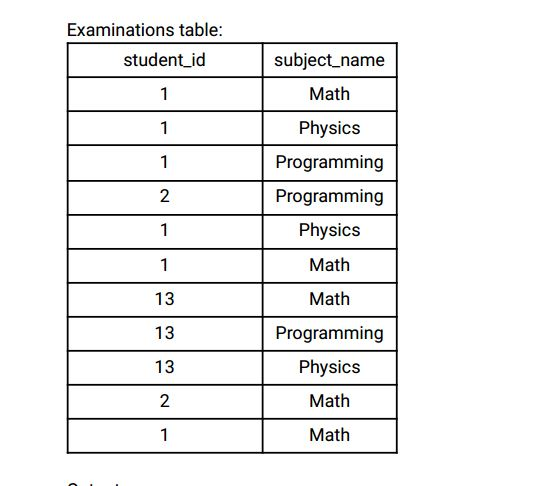 Examinations table:
student_id subject_name
1 Math
1 Physics
1 Programming
2 Programming
1 Physics
1 Math
13 Math
13 Programming
13 Physics
2 Math
1 Math